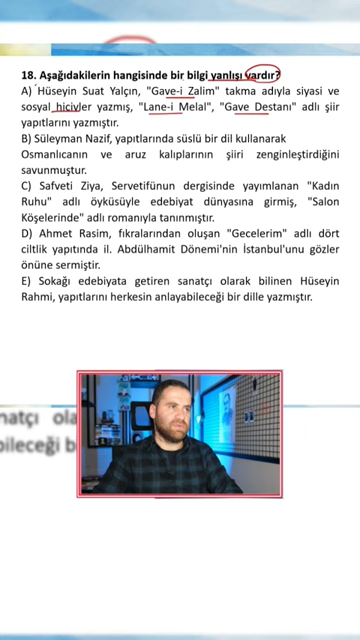 18. Aşağıdakilerin hangisinde bir bilgi yanlışı vardır?
A) Hüseyin Suat Yalçın, "Gave-i Zalim" takma adıyla siyasi ve
sosyal hicivler yazmış, "Lane-i Melal", "Gave Destanı" adlı şiir
yapıtlarını yazmıştır.
B) Süleyman Nazif, yapıtlarında süslü bir dil kullanarak
Osmanlıcanın ve aruz kalıplarının şiiri zenginleştirdiğini
savunmuştur.
C) Safveti Ziya, Servetifünun dergisinde yayımlanan "Kadın
Ruhu" adlı öyküsüyle edebiyat dünyasına girmiş, "Salon
Köşelerinde" adlı romanıyla tanınmıştır.
D) Ahmet Rasim, fıkralarından oluşan "Gecelerim" adlı dört
ciltlik yapıtında il. Abdülhamit Dönemi'nin İstanbul'unu gözler
önüne sermiştir.
E) Sokağı edebiyata getiren sanatçı olarak bilinen Hüseyin
Rahmi, yapıtlarını herkesin anlayabileceği bir dille yazmıştır.
natçı ola
bileceği b